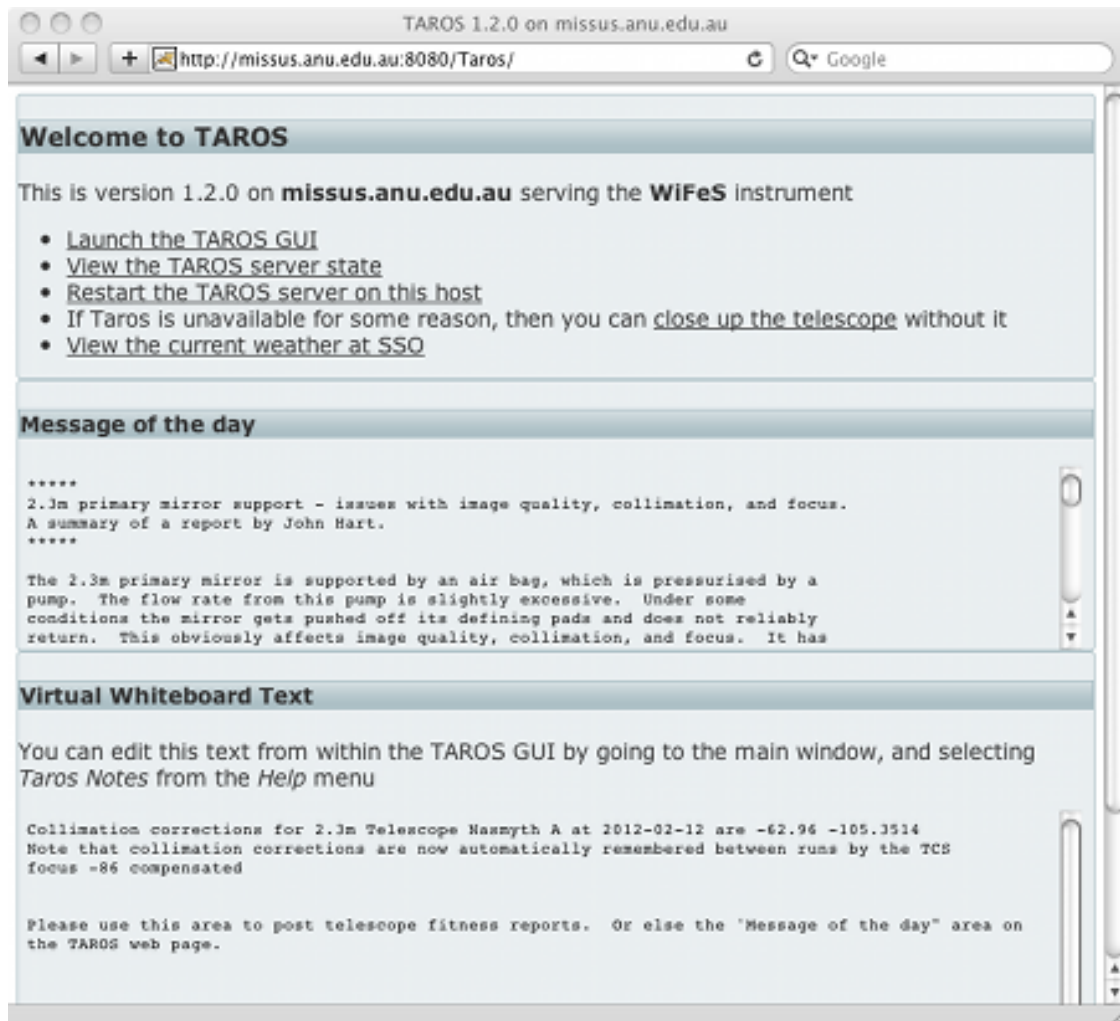 TAROS 1.2.0 on missus.anu.edu.au
http://missus.anu.edu.au:8080/Taros/
Google
Welcome to TAROS
This is version 1.2.0 on missus.anu.edu.au serving the WiFeS instrument
• Launch the TAROS GUI
• View the TAROS server state
• Restart the TAROS server on this host
• If Taros is unavailable for some reason, then you can close up the telescope without it
• View the current weather at SSO
Message of the day
*****
2.3m primary mirror support - issues with image quality, collimation, and focus.
A summary of a report by John Hart.
*****
The 2.3m primary mirror is supported by an air bag, which is pressurised by a
pump. The flow rate from this pump is slightly excessive. Under some
conditions the mirror gets pushed off its defining pads and does not reliably
return. This obviously affects image quality, collimation, and focus. It has
Virtual Whiteboard Text
You can edit this text from within the TAROS GUI by going to the main window, and selecting
Taros Notes from the Help menu
Collimation corrections for 2.3m Telescope Nasmyth A at 2012-02-12 are -62.96 -105.3514
Note that collimation corrections are now automatically remembered between runs by the TCS
focus -86 compensated
Please use this area to post telescope fitness reports. Or else the "Message of the day" area on
the TAROS web page.